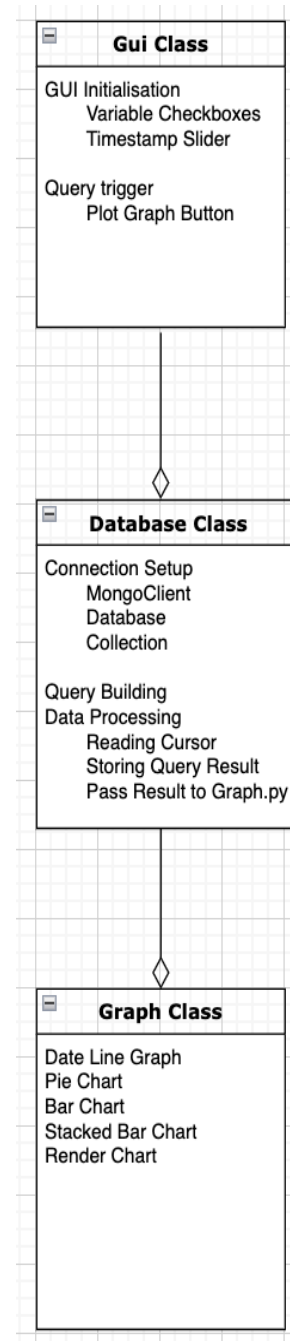 Gui Class
GUI Initialisation
Variable Checkboxes
Timestamp Slider
Query trigger
Plot Graph Button
Database Class
Connection Setup
MongoClient
Database
Collection
Query Building
Data Processing
Reading Cursor
Storing Query Result
Pass Result to Graph.py
Graph Class
Date Line Graph
Pie Chart
Bar Chart
Stacked Bar Chart
Render Chart